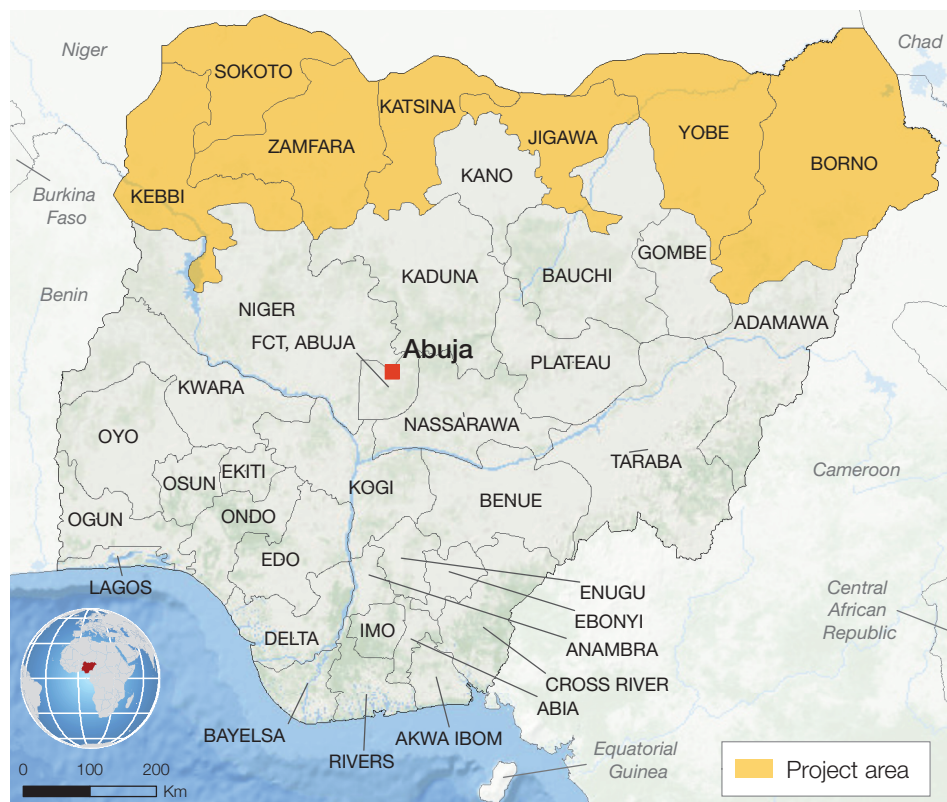 Niger
Chad
SOKOTO
KATSINA
ZAMFARA
JIGAWA
YOBE
BORNO
KANO
KEBBI
Burkina
Faso
GOMBE
KADUNA
BAUCHI
Benin
NIGER
ADAMAWA
FCT, ABUJA
Abuja
PLATEAU
KWARA
NASSARAWA
OYO
TARABA
Cameroon
EKITI
OSUN
KOGI
BENUE
OGUN
ONDO
EDO
LAGOS
ENUGU
EBONYI
ANAMBRA
Central
African
Republic
DELTA
IMO
CROSS RIVER
ABIA
BAYELSA
AKWA IBOM
RIVERS
Equatorial
Guinea
0 100 200
Km
Project area